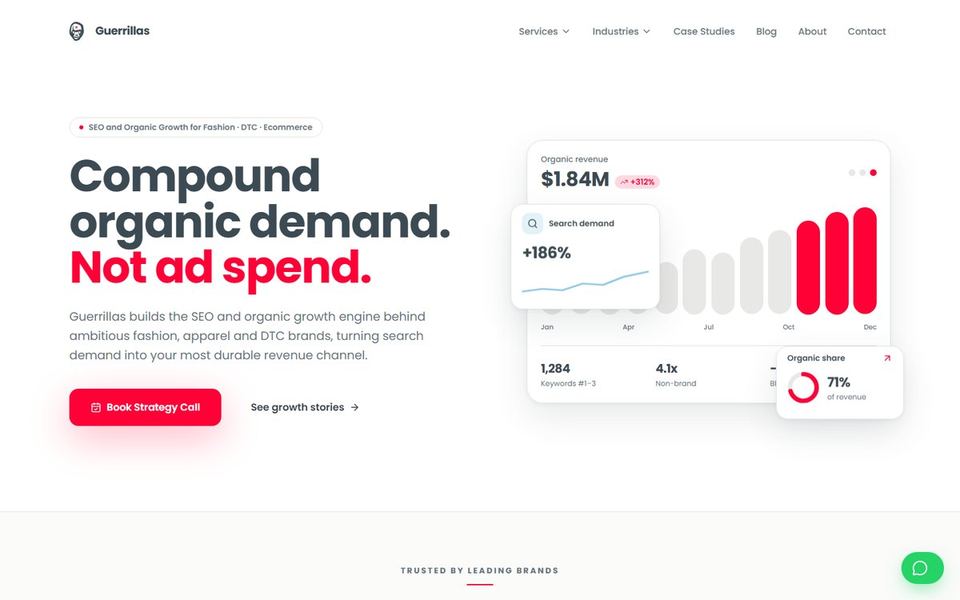 Guerrillas
Services
Industries
Case Studies
Blog
About
Contact
SEO and Organic Growth for Fashion · DTC · Ecommerce
Compound
organic demand.
Not ad spend.
Guerrillas builds the SEO and organic growth engine behind
ambitious fashion, apparel and DTC brands, turning search
demand into your most durable revenue channel.
Book Strategy Call
See growth stories →
Organic revenue
$1.84M
+312%
Search demand
+186%
Jan
Apr
Jul
Oct
Dec
1,284
Keywords #1-3
4.1x
Non-brand
Organic share
71%
of revenue
TRUSTED BY LEADING BRANDS